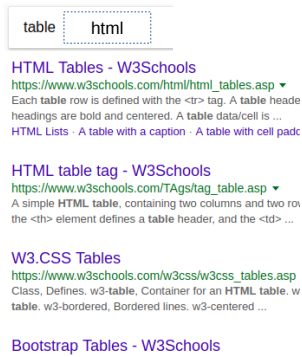 table html
HTML Tables - W3Schools
https://www.w3schools.com/html/html_tables.asp
Each table row is defined with the <tr> tag. A table heade
headings are bold and centered. A table data/cell is ...
HTML Lists · A table with a caption · A table with cell padd
HTML table tag - W3Schools
https://www.w3schools.com/TAgs/tag_table.asp
A simple HTML table, containing two columns and two rov
the <th> element defines a table header, and the <td> ...
W3.CSS Tables
https://www.w3schools.com/w3css/w3css_tables.asp
Class, Defines. w3-table, Container for an HTML table. w
table. w3-bordered, Bordered lines. w3-centered ...
Bootstrap Tables - W3Schools